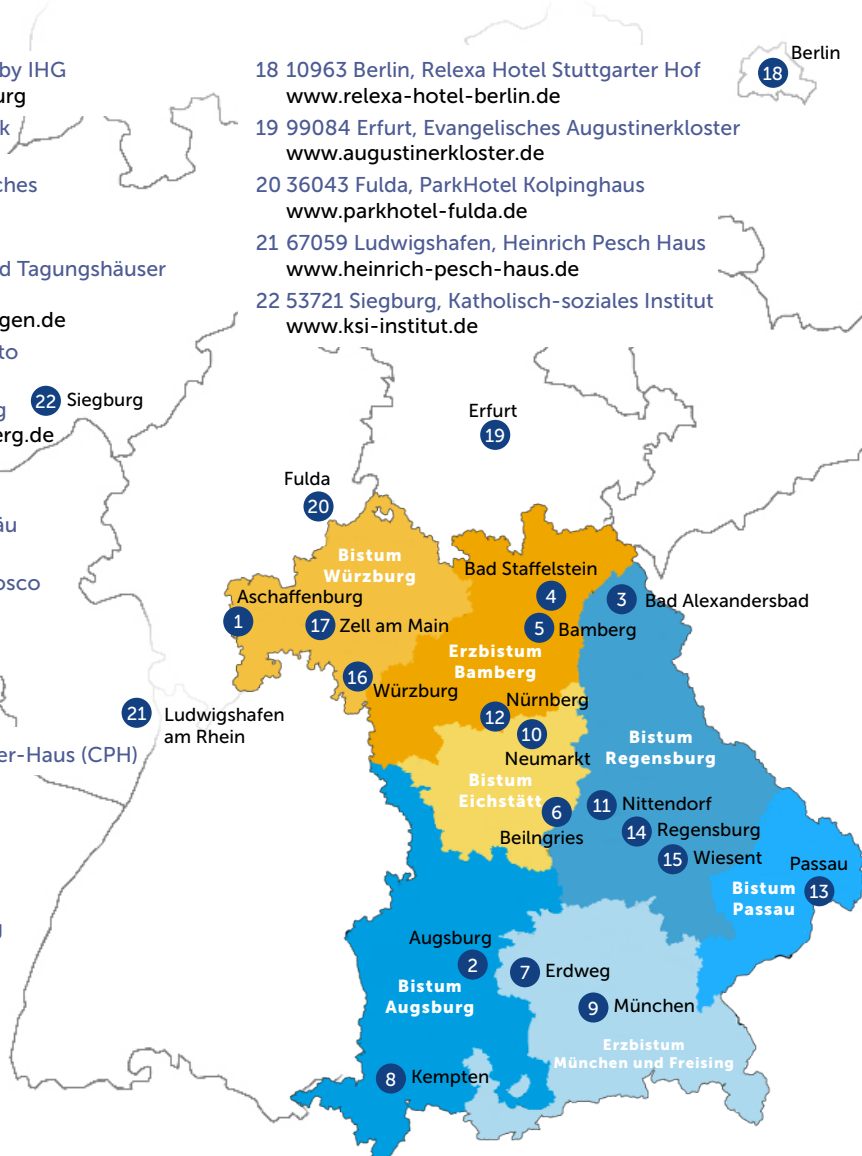 by IHG
urg
k
ches
d Tagungshäuser
gen.de
to
g
erg.de
äu
osco
er-Haus (CPH)
g
18 10963 Berlin, Relexa Hotel Stuttgarter Hof
www.relexa-hotel-berlin.de
19 99084 Erfurt, Evangelisches Augustinerkloster
www.augustinerkloster.de
20 36043 Fulda, ParkHotel Kolpinghaus
www.parkhotel-fulda.de
21 67059 Ludwigshafen, Heinrich Pesch Haus
www.heinrich-pesch-haus.de
22 53721 Siegburg, Katholisch-soziales Institut
www.ksi-institut.de
Berlin
18
22 Siegburg
Erfurt
19
Fulda
20
Bistum
Würzburg
Bad Staffelstein
4
3 Bad Alexandersbad
Aschaffenburg
1
17 Zell am Main
5 Bamberg
Erzbistum
Bamberg
16
Würzburg
21 Ludwigshafen
am Rhein
Nürnberg
12
10
Neumarkt
Bistum
Regensburg
Bistum
Eichstätt
6
Beilngries
11 Nittendorf
14 Regensburg
15 Wiesent
Passau
13
Bistum
Passau
Augsburg
2
Bistum
Augsburg
7 Erdweg
9 München
Erzbistum
München und Freising
8 Kempten